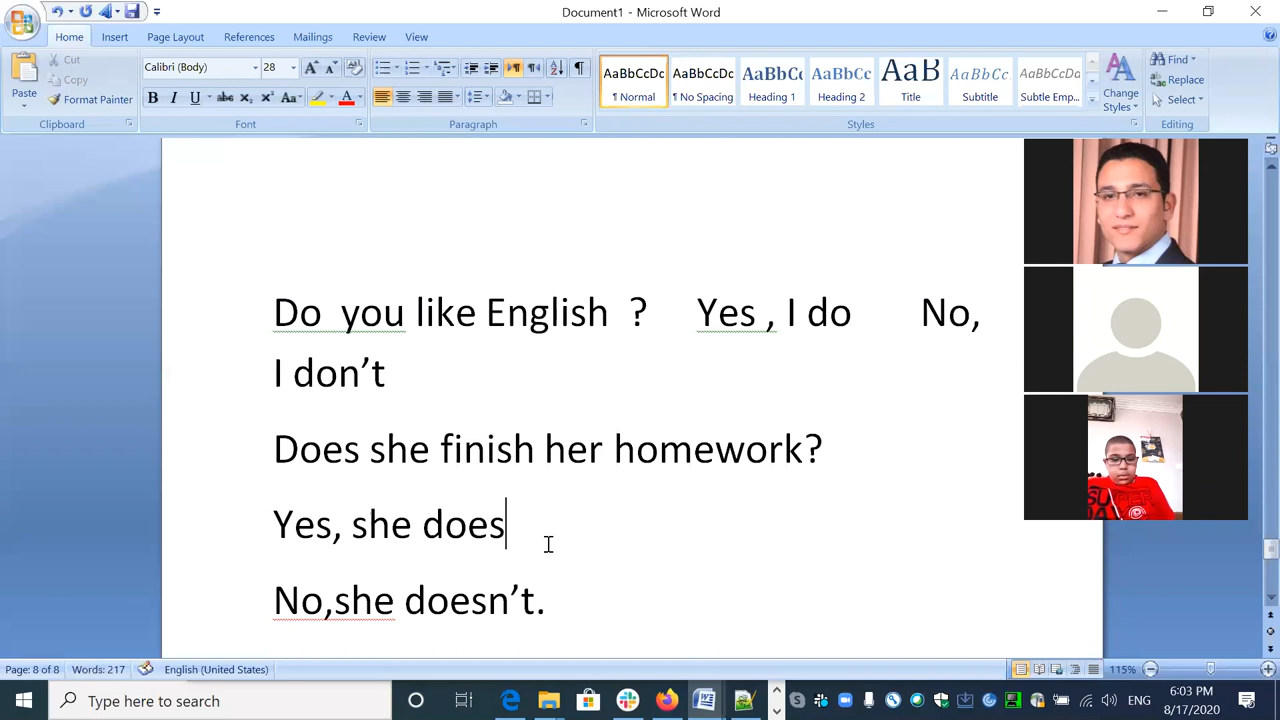 Document1 - Microsoft Word
Home Insert Page Layout References Mailings Review View
Cut
Copy
Format Painter
Paste
Clipboard
Calibri (Body) 28
Font
Paragraph
AaBbCcDc AaBbCcDc AaBbCc AaBbCc AaB AaBbCc AaBbCcDc
¶ Normal ¶ No Spacing Heading 1 Heading 2 Title Subtitle Subtle Emp...
Styles
Change Styles
Find
Replace
Select
Editing
Do you like English ? Yes , I do No,
I don’t
Does she finish her homework?
Yes, she does
No,she doesn’t.
Page: 8 of 8 Words: 217 English (United States) 115%
Type here to search
ENG
6:03 PM
8/17/2020